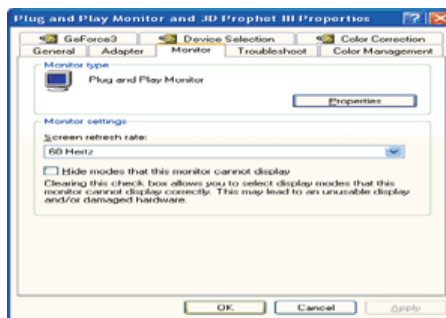 Plug and Play Monitor and 3D Prophet III Properties
GeForce3 Device Selection Color Correction
General Adapter Monitor Troubleshoot Color Management
Monitor type
Plug and Play Monitor
Properties
Monitor settings
Screen refresh rate:
60 Hertz
Hide modes that this monitor cannot display
Clearing this check box allows you to select display modes that this
monitor cannot display correctly. This may lead to an unusable display
and/or damaged hardware.
OK Cancel Apply